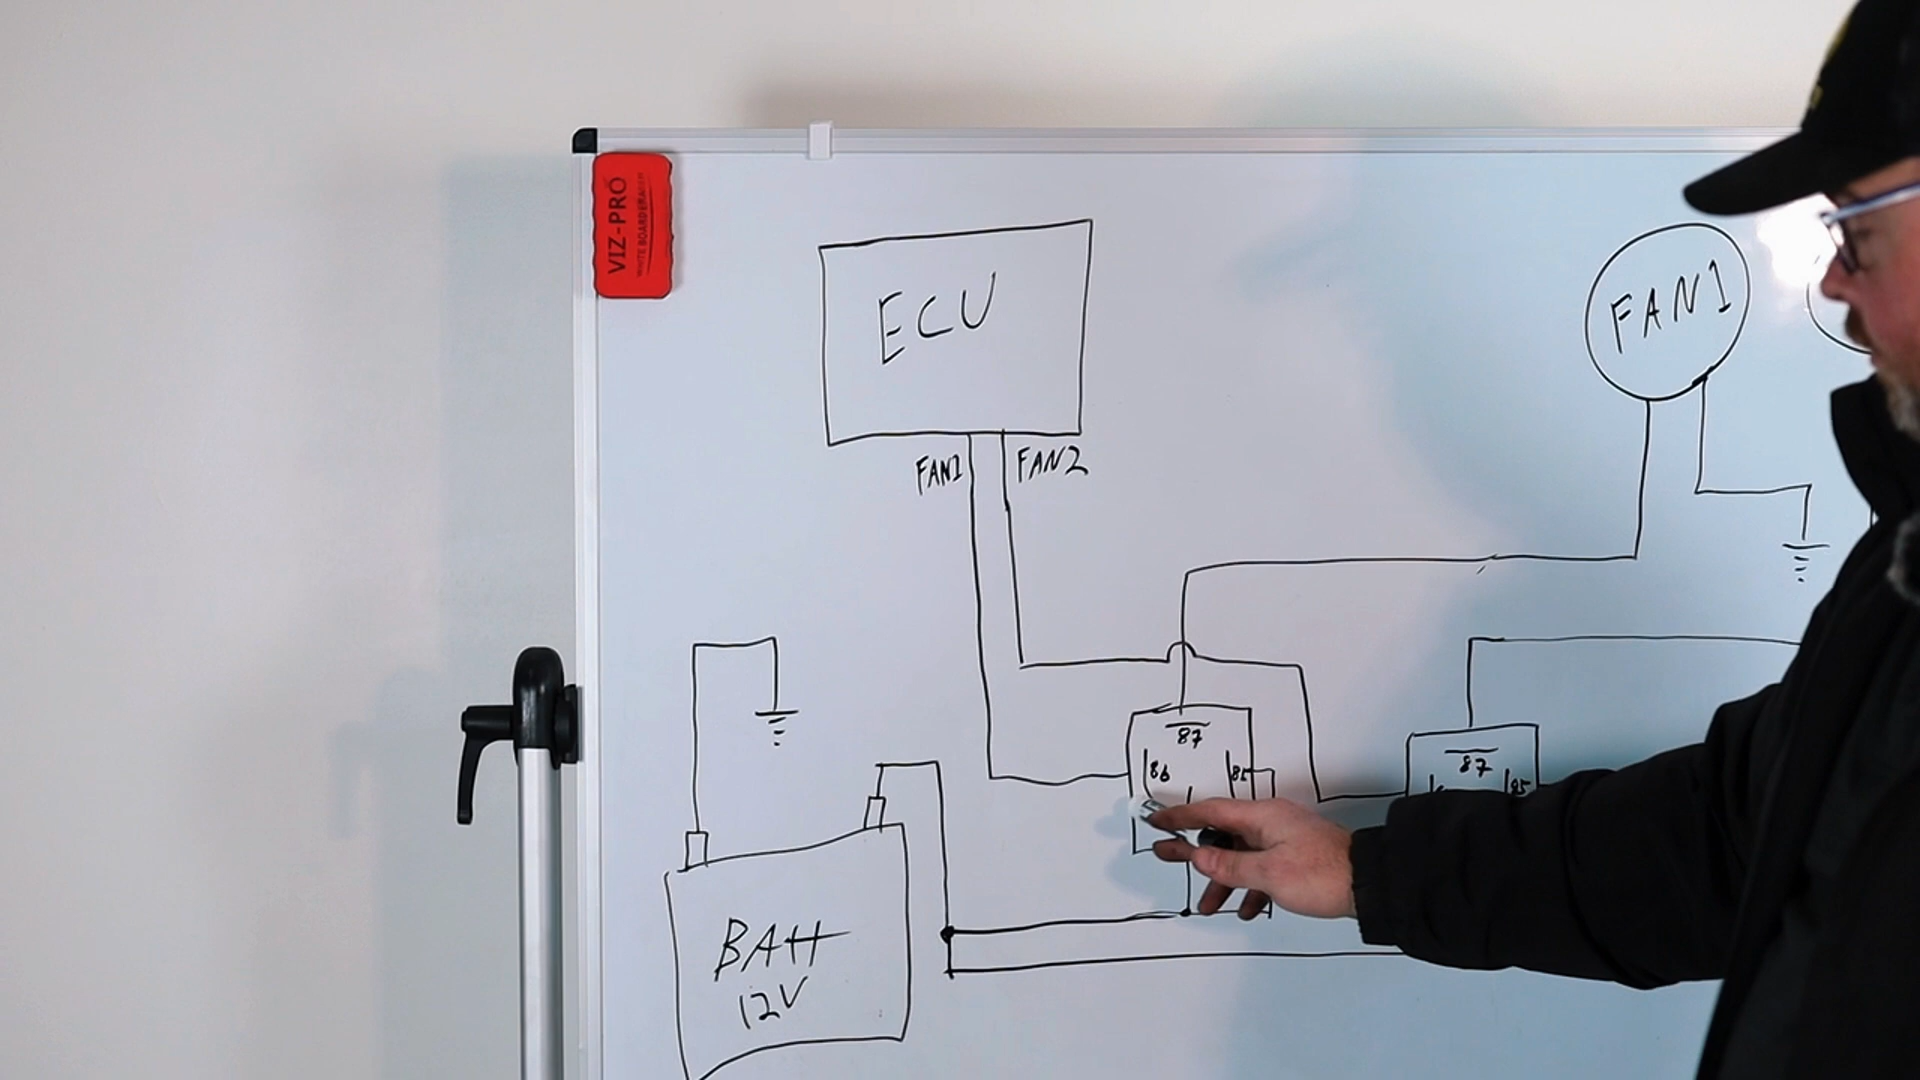 VIZ-PRO
WHITE BOARD ERASER
ECU
FAN1
FAN1
FAN2
87
86
85
87
85
BATT
12V